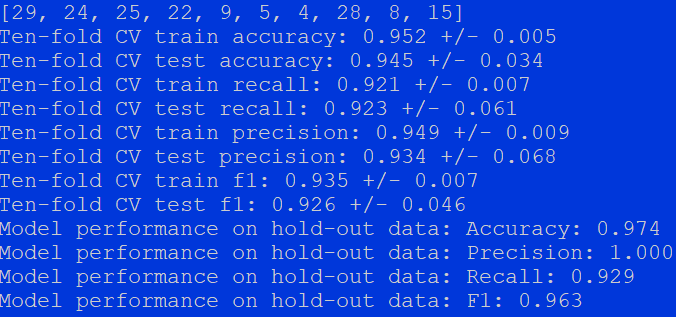 [29, 24, 25, 22, 9, 5, 4, 28, 8, 15]
Ten-fold CV train accuracy: 0.952 +/- 0.005
Ten-fold CV test accuracy: 0.945 +/- 0.034
Ten-fold CV train recall: 0.921 +/- 0.007
Ten-fold CV test recall: 0.923 +/- 0.061
Ten-fold CV train precision: 0.949 +/- 0.009
Ten-fold CV test precision: 0.934 +/- 0.068
Ten-fold CV train f1: 0.935 +/- 0.007
Ten-fold CV test f1: 0.926 +/- 0.046
Model performance on hold-out data: Accuracy: 0.974
Model performance on hold-out data: Precision: 1.000
Model performance on hold-out data: Recall: 0.929
Model performance on hold-out data: F1: 0.963